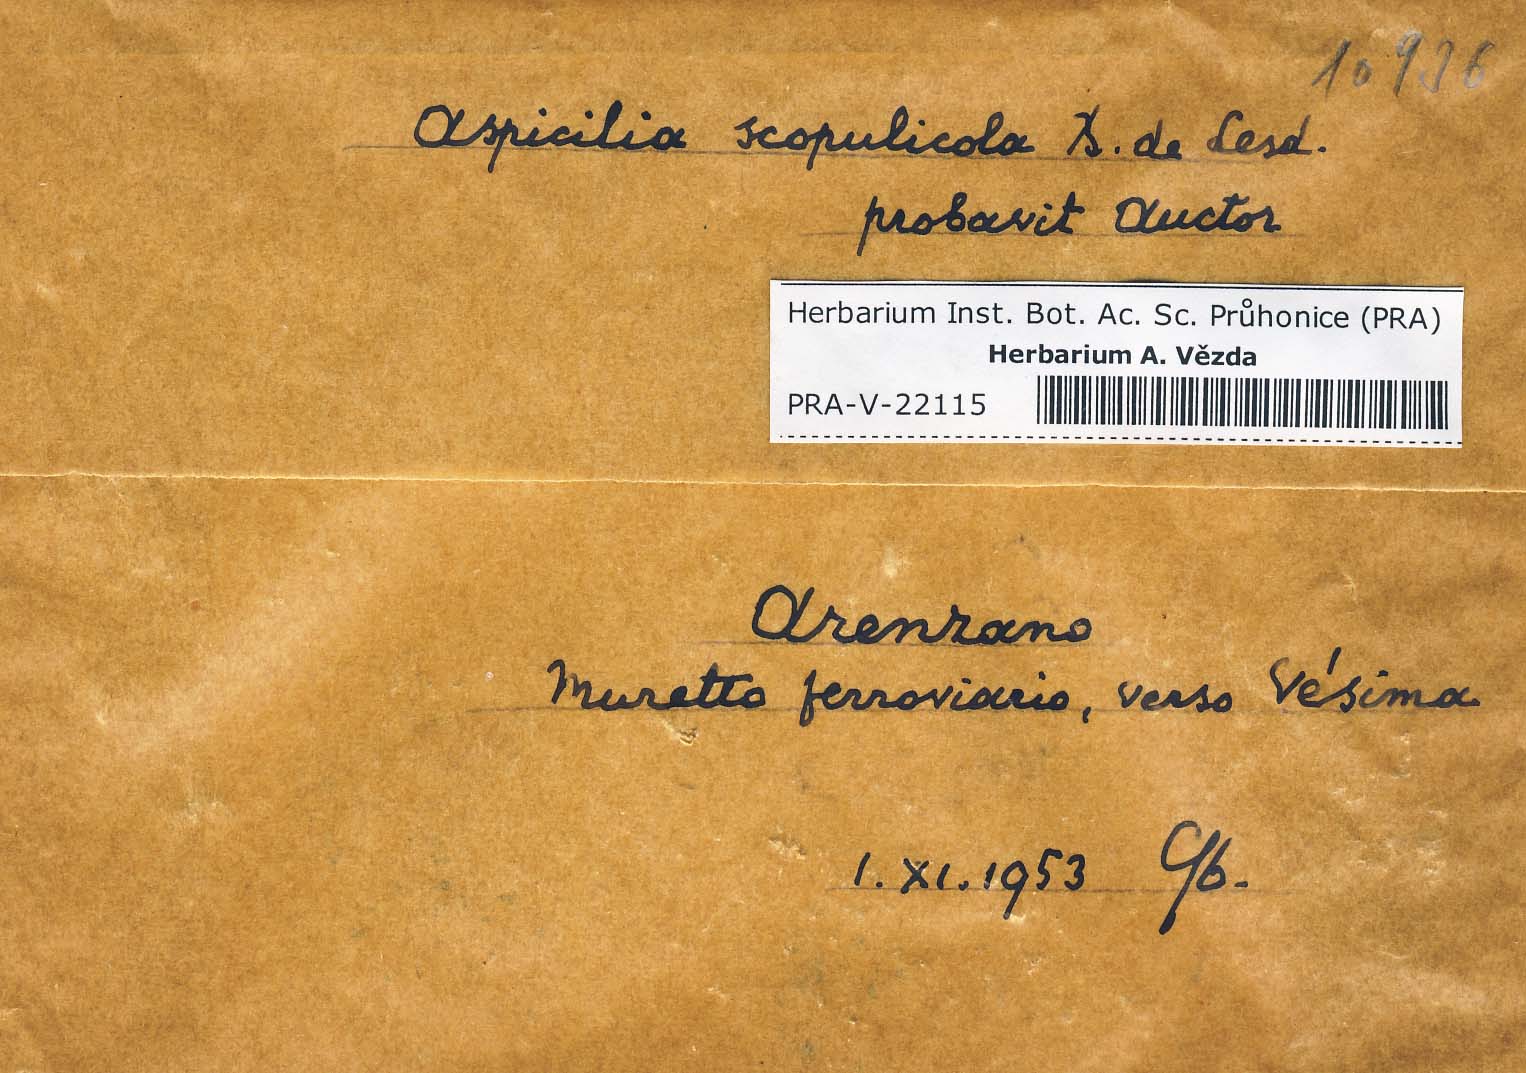 10936
Aspicilia scopulicola B. de Lesd.
probavit Auctor
Herbarium Inst. Bot. Ac. Sc. Průhonice (PRA)
Herbarium A. Vězda
PRA-V-22115
Arenzano
Muretto ferroviario, verso Vésima
1. XI. 1953